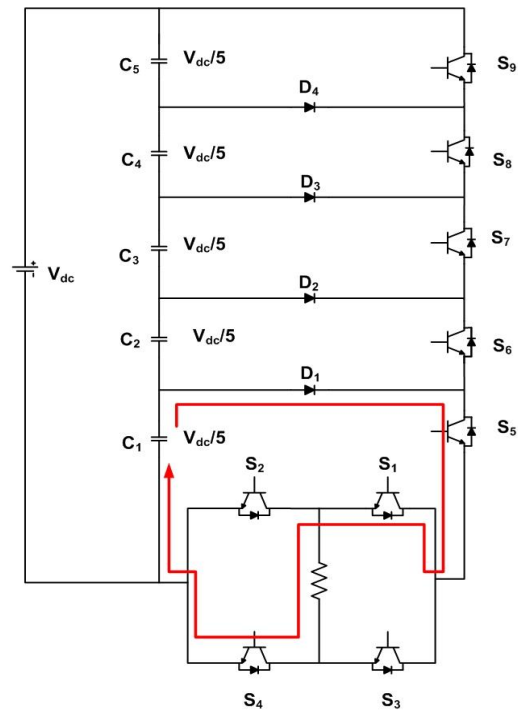 C5 Vdc/5 S9
D4
C4 Vdc/5 S8
D3
C3 Vdc/5 S7
+
- Vdc
D2
C2 Vdc/5 S6
D1
S5
C1 Vdc/5
S2 S1
S4 S3